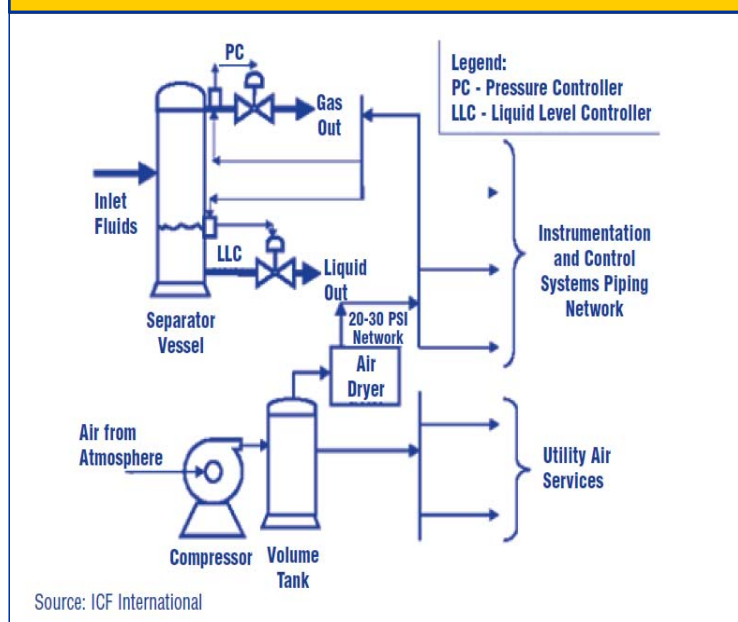 PC
Gas
Out
Legend:
PC - Pressure Controller
LLC - Liquid Level Controller
Inlet
Fluids
LLC
Liquid
Out
Instrumentation
and Control
Systems Piping
Network
Separator
Vessel
20-30 PSI
Network
Air
Dryer
Air from
Atmosphere
Utility Air
Services
Compressor
Volume
Tank
Source: ICF International